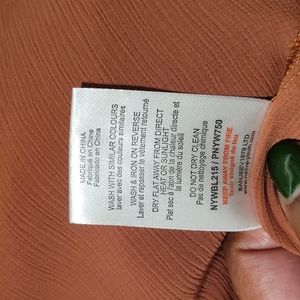 MADE IN CHINA
Fabriqué en Chine
Fabricado en China
WASH WITH SIMILAR COLOURS
laver avec des couleurs similaires
WASH & IRON ON REVERSE
Laver et repasser le vêtement retourné
DRY FLAT AWAY FROM DIRECT
HEAT OR SUNLIGHT
Plat sec à l'abri de la chaleur directe et
la lumière du soleil
DO NOT DRY CLEAN
Pas de nettoyage chimique
NYWBL215 / PNYW750
KEEP AWAY FROM FIRE